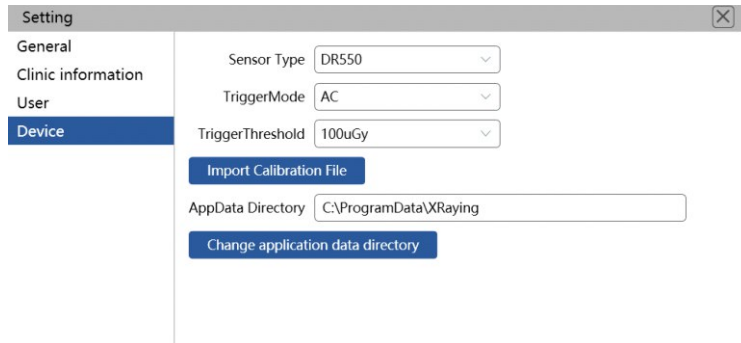 Setting
General
Clinic information
User
Device
Sensor Type DR550
TriggerMode AC
TriggerThreshold 100uGy
Import Calibration File
AppData Directory C:\ProgramData\XRaying
Change application data directory